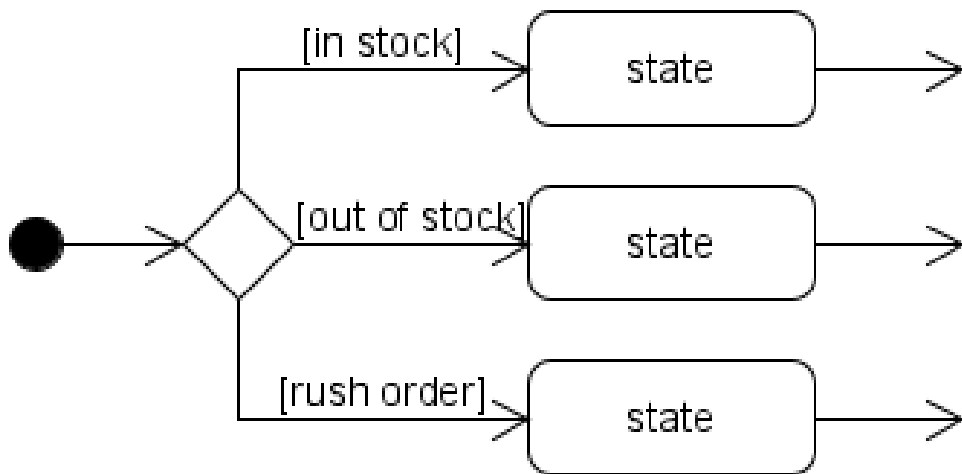 [in stock]
state
[out of stock]
state
[rush order]
state